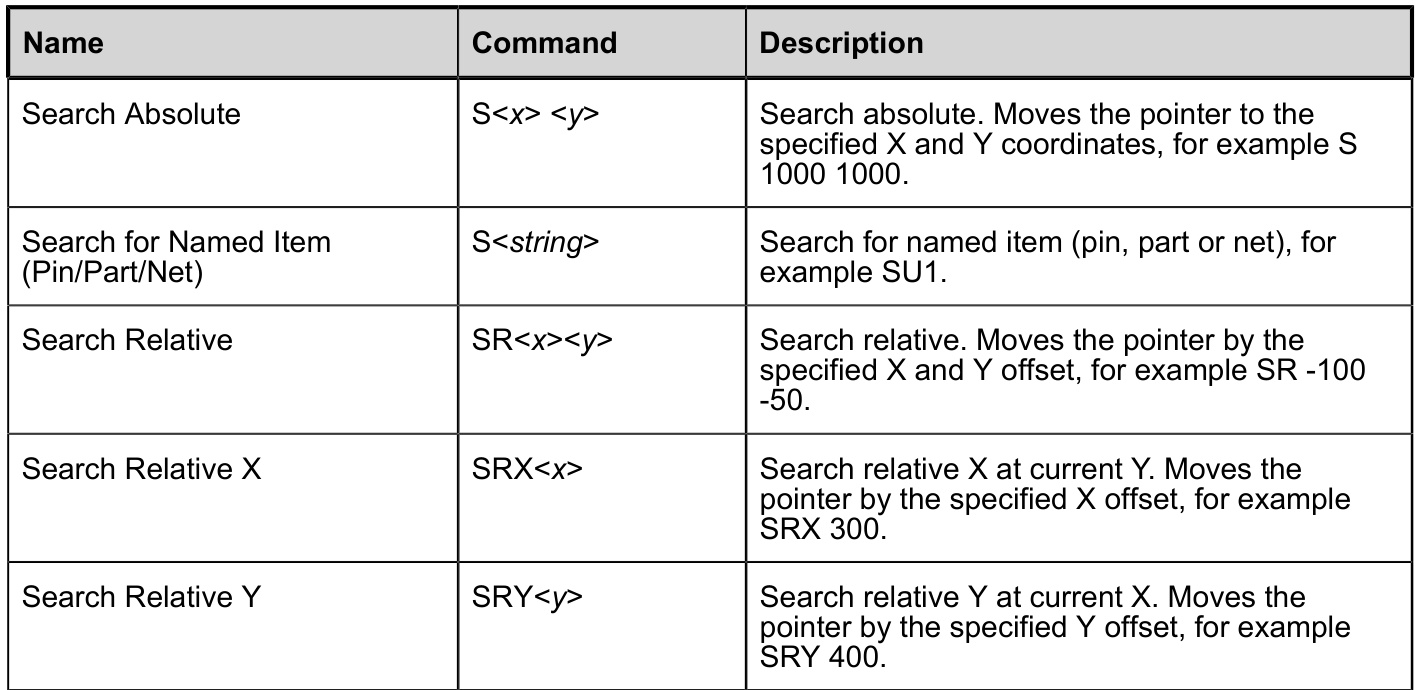 Name Command Description
Search Absolute S<x> <y> Search absolute. Moves the pointer to the
specified X and Y coordinates, for example S
1000 1000.
Search for Named Item S<string> Search for named item (pin, part or net), for
(Pin/Part/Net) example SU1.
Search Relative SR<x><y> Search relative. Moves the pointer by the
specified X and Y offset, for example SR -100
-50.
Search Relative X SRX<x> Search relative X at current Y. Moves the
pointer by the specified X offset, for example
SRX 300.
Search Relative Y SRY<y> Search relative Y at current X. Moves the
pointer by the specified Y offset, for example
SRY 400.